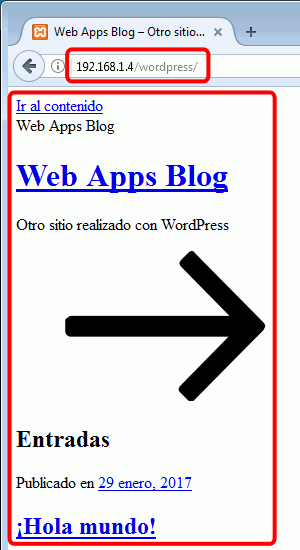 Web Apps Blog – Otro sitio...
192.168.1.4/wordpress/
Ir al contenido
Web Apps Blog
Web Apps Blog
Otro sitio realizado con WordPress
Entradas
Publicado en 29 enero, 2017
¡Hola mundo!